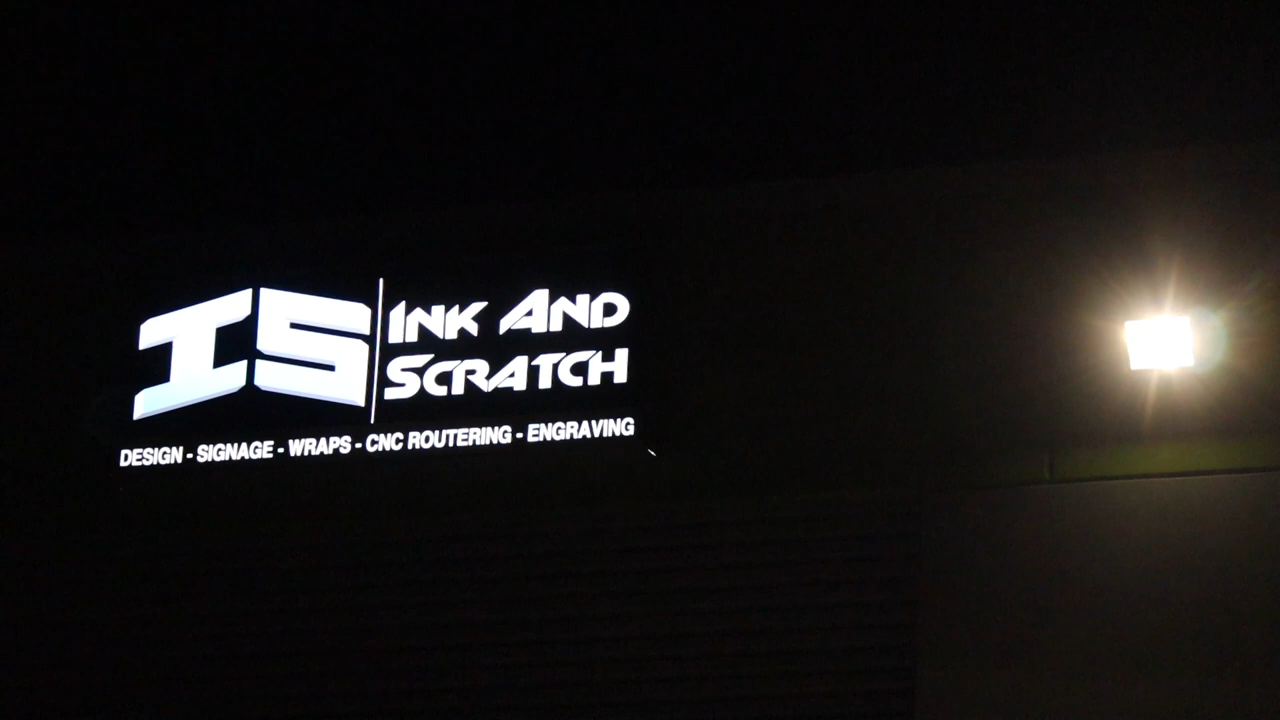 IS
INK AND
SCRATCH
DESIGN - SIGNAGE - WRAPS - CNC ROUTERING - ENGRAVING